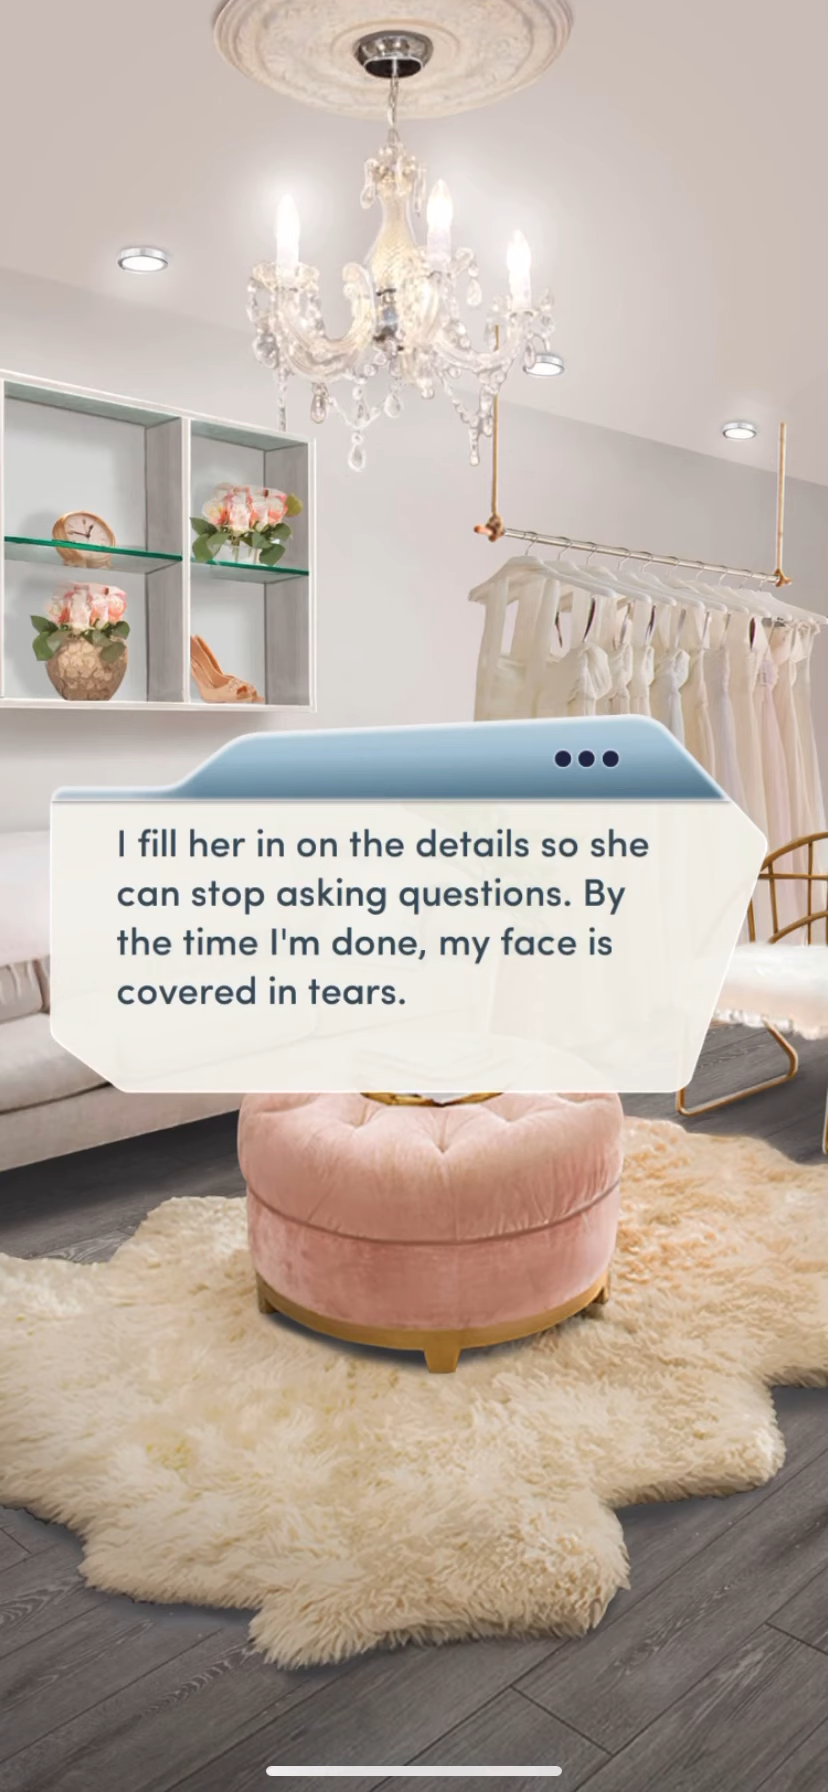 I fill her in on the details so she
can stop asking questions. By
the time I'm done, my face is
covered in tears.